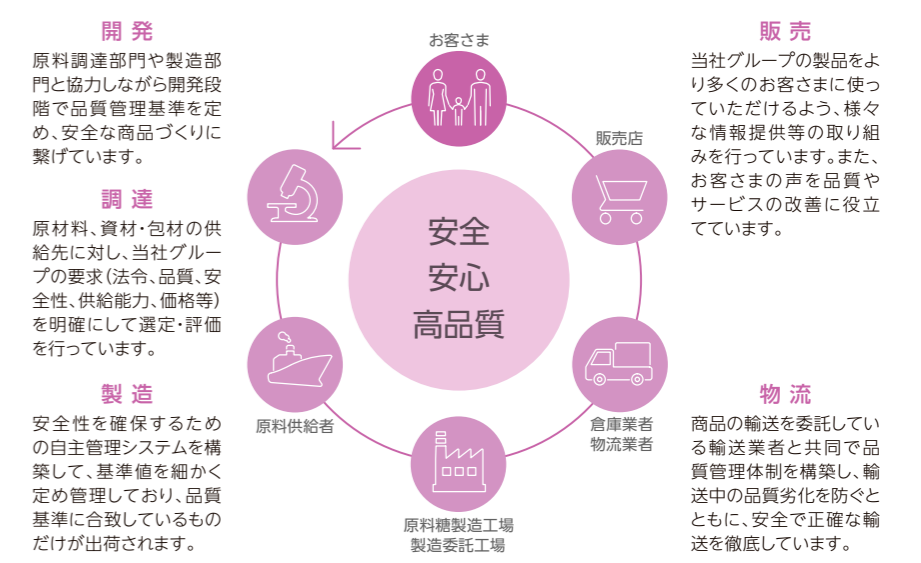 開発
原料調達部門や製造部
門と協力しながら開発段
階で品質管理基準を定
め、安全な商品づくりに
繋げています。
調達
原材料、資材・包材の供
給先に対し、当社グルー
プの要求(法令、品質、安
全性、供給能力、価格等)
を明確にして選定・評価
を行っています。
製造
安全性を確保するため
の自主管理システムを構
築して、基準値を細かく
定め管理しており、品質
基準に合致しているもの
だけが出荷されます。
お客さま
販売店
安全
安心
高品質
原料供給者
倉庫業者
物流業者
原料糖製造工場
製造委託工場
販売
当社グループの製品をよ
り多くのお客さまに使っ
ていただけるよう、様々
な情報提供等の取り組
みを行っています。また、
お客さまの声を品質や
サービスの改善に役立
てています。
物流
商品の輸送を委託してい
る輸送業者と共同で品
質管理体制を構築し、輸
送中の品質劣化を防ぐと
ともに、安全で正確な輸
送を徹底しています。